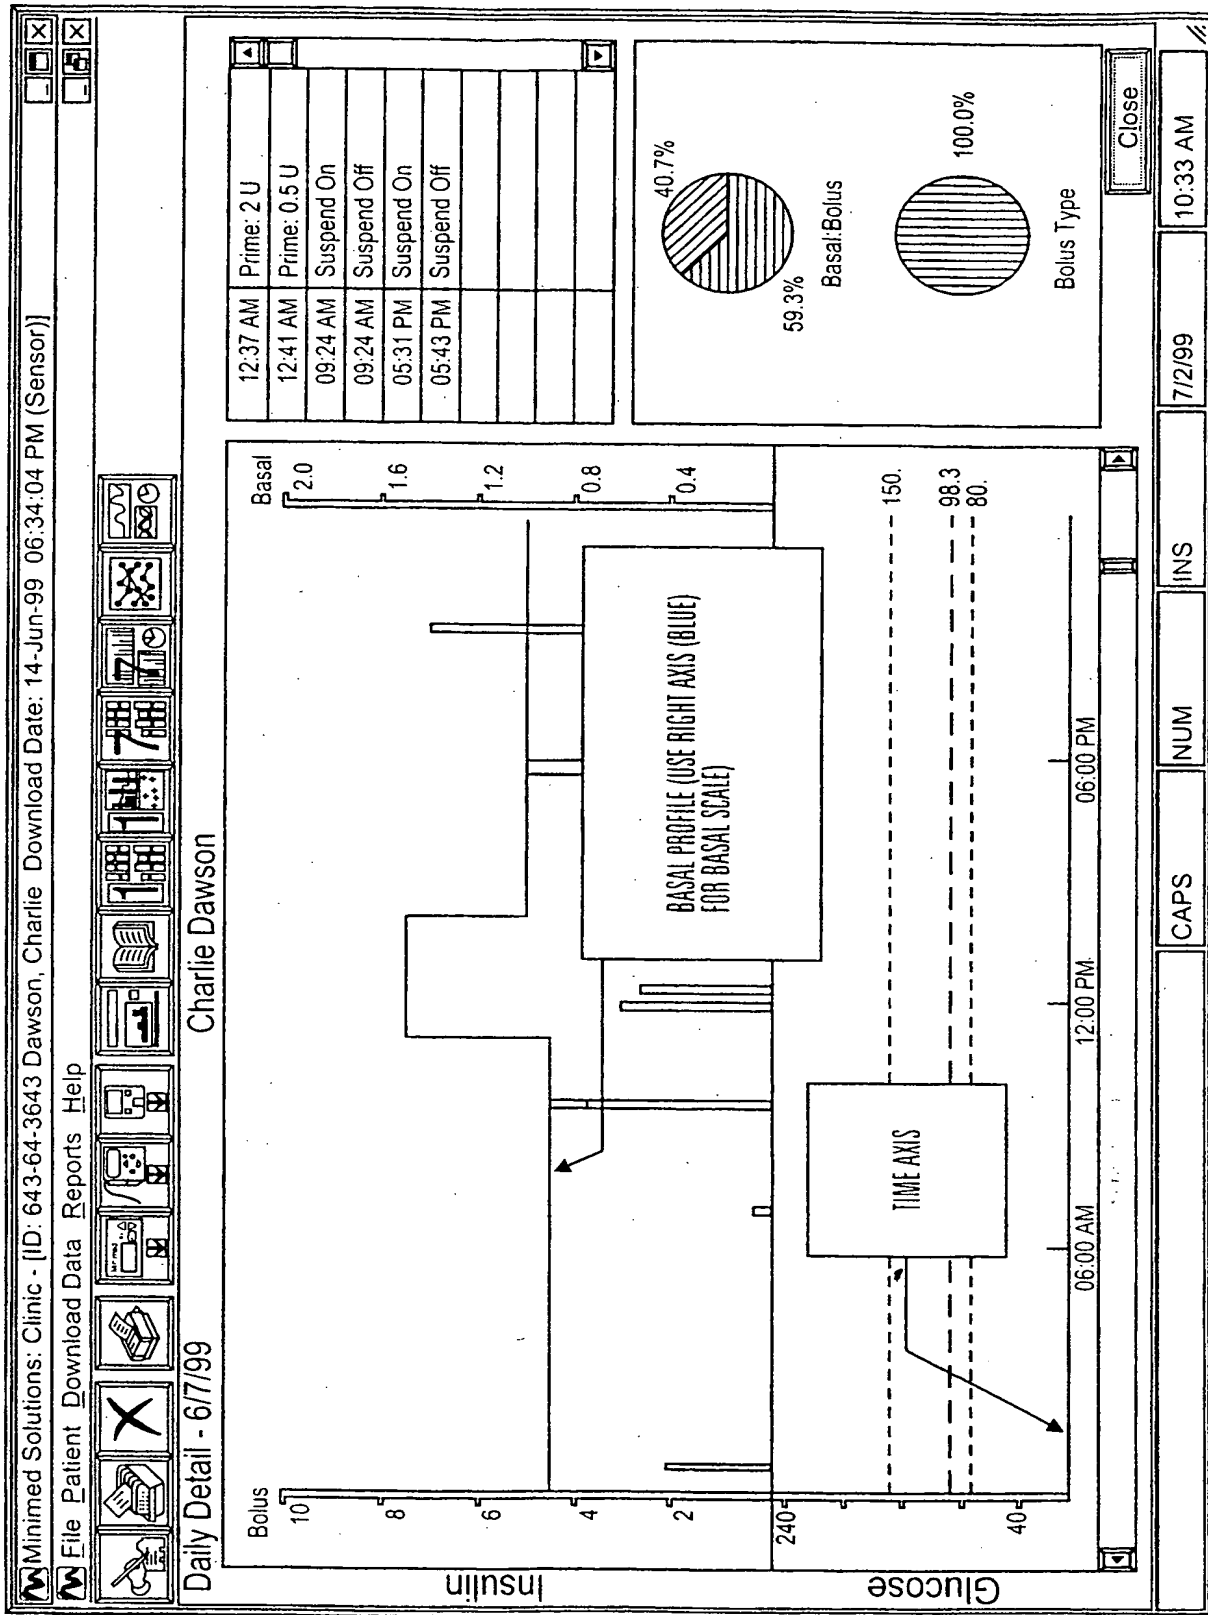 Minimed Solutions: Clinic - [ID: 643-64-3643 Dawson, Charlie Download Date: 14-Jun-99 06:34:04 PM (Sensor)]
File Patient Download Data Reports Help
1 1 7 7
Daily Detail - 6/7/99
Charlie Dawson
Insulin
Bolus
10
8
6
4
2
Basal
2.0
1.6
1.2
0.8
0.4
BASAL PROFILE (USE RIGHT AXIS (BLUE)
FOR BASAL SCALE)
Glucose
240
40
150.
98.3
80.
TIME AXIS
06:00 AM
12:00 PM
06:00 PM
12:37 AM Prime: 2 U
12:41 AM Prime: 0.5 U
09:24 AM Suspend On
09:24 AM Suspend Off
05:31 PM Suspend On
05:43 PM Suspend Off
40.7%
59.3%
Basal:Bolus
100.0%
Bolus Type
Close
CAPS NUM INS 7/2/99 10:33 AM